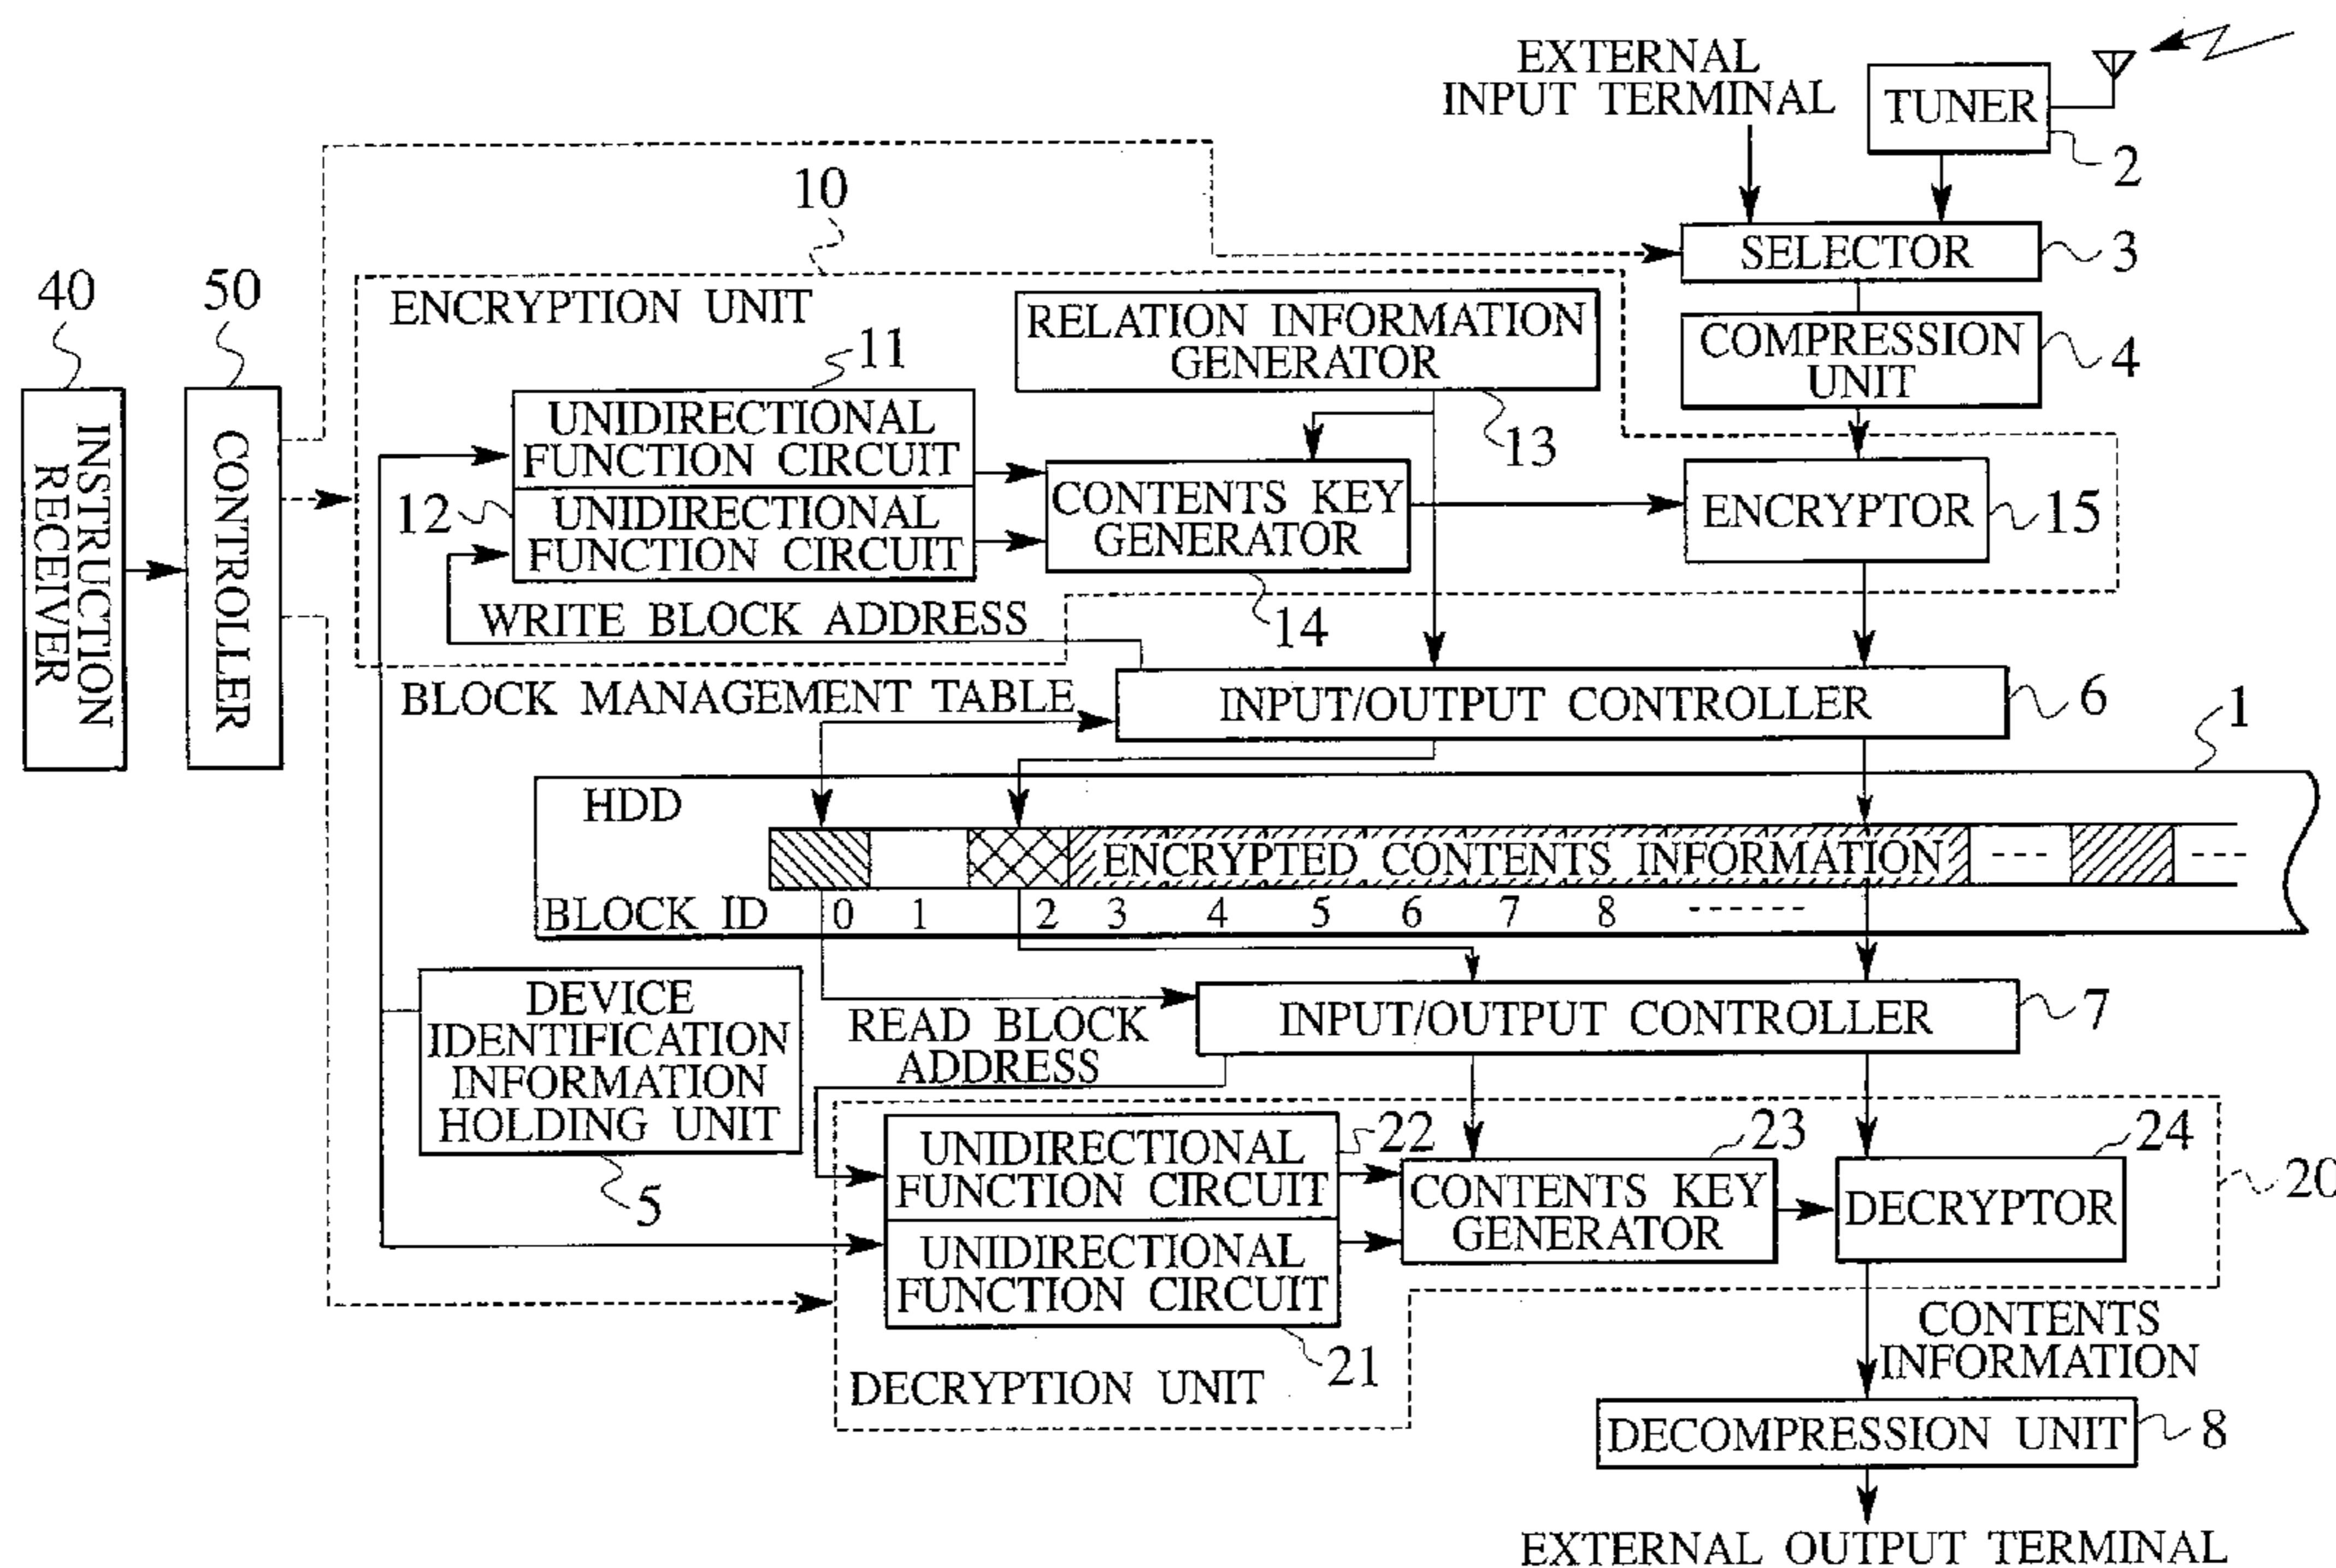 EXTERNAL
INPUT TERMINAL
TUNER
2
10
SELECTOR
3
40
50
ENCRYPTION UNIT
RELATION INFORMATION
GENERATOR
13
COMPRESSION
UNIT
4
11
UNIDIRECTIONAL
FUNCTION CIRCUIT
12
UNIDIRECTIONAL
FUNCTION CIRCUIT
CONTENTS KEY
GENERATOR
14
ENCRYPTOR
15
INSTRUCTION
RECEIVER
CONTROLLER
WRITE BLOCK ADDRESS
BLOCK MANAGEMENT TABLE
INPUT/OUTPUT CONTROLLER
6
1
HDD
ENCRYPTED CONTENTS INFORMATION
BLOCK ID 0 1 2 3 4 5 6 7 8
DEVICE
IDENTIFICATION
INFORMATION
HOLDING UNIT
5
READ BLOCK
ADDRESS
INPUT/OUTPUT CONTROLLER
7
UNIDIRECTIONAL
FUNCTION CIRCUIT
22
UNIDIRECTIONAL
FUNCTION CIRCUIT
21
CONTENTS KEY
GENERATOR
23
DECRYPTOR
24
20
DECRYPTION UNIT
CONTENTS
INFORMATION
DECOMPRESSION UNIT
8
EXTERNAL OUTPUT TERMINAL